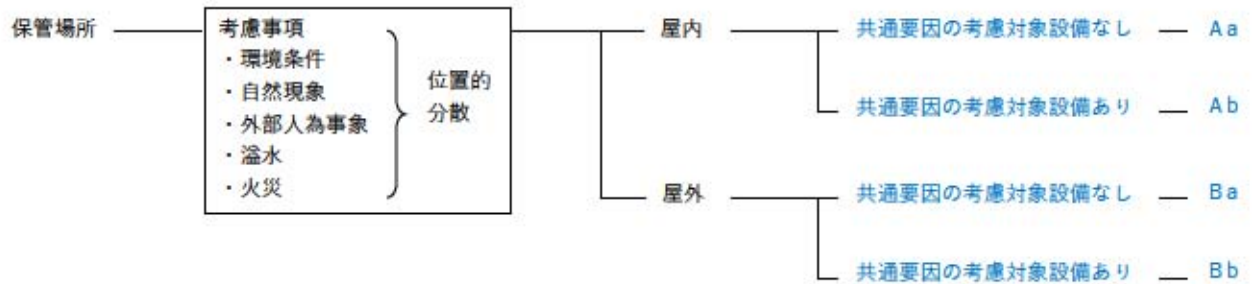 保管場所
考慮事項
・環境条件
・自然現象
・外部人為事象
・溢水
・火災
位置的
分散
屋内
共通要因の考慮対象設備なし
Aa
共通要因の考慮対象設備あり
Ab
屋外
共通要因の考慮対象設備なし
Ba
共通要因の考慮対象設備あり
Bb